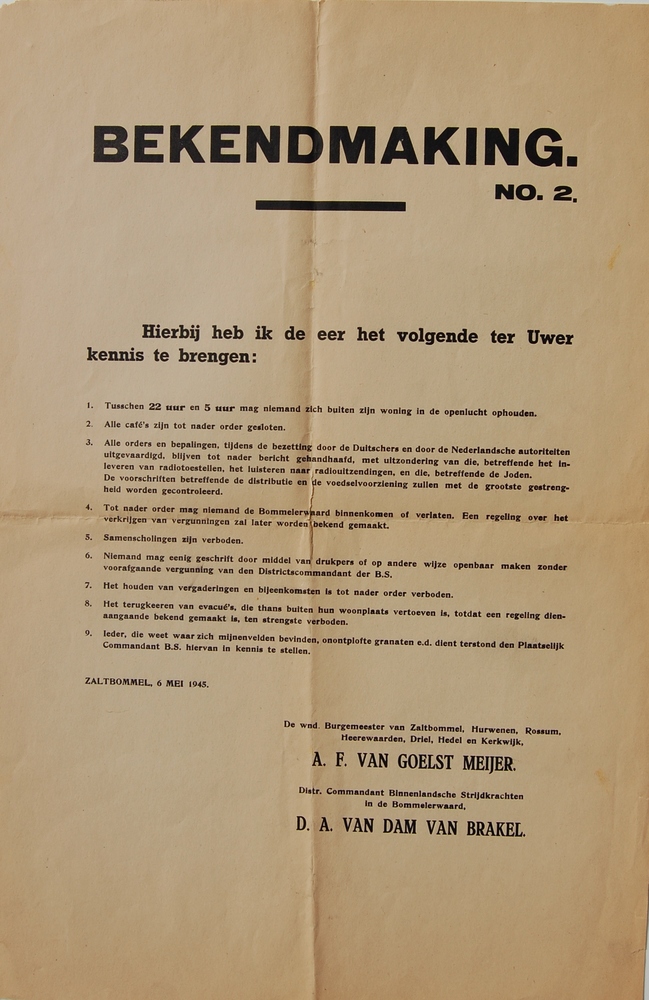 BEKENDMAKING.
NO. 2.
Hierbij heb ik de eer het volgende ter Uwer
kennis te brengen:
1. Tusschen 22 uur en 5 uur mag niemand zich buiten zijn woning in de openlucht ophouden.
2. Alle café's zijn tot nader order gesloten.
3. Alle orders en bepalingen, tijdens de bezetting door de Duitschers en door de Nederlandsche autoriteiten
uitgevaardigd, blijven tot nader bericht gehandhaafd, met uitzondering van die, betreffende het in-
leveren van radiotoestellen, het luisteren naar radiouitzendingen, en die, betreffende de Joden.
De voorschriften betreffende de distributie en de voedselvoorziening zullen met de grootste gestreng-
heid worden gecontroleerd.
4. Tot nader order mag niemand de Bommelerwaard binnenkomen of verlaten. Een regeling over het
verkrijgen van vergunningen zal later worden bekend gemaakt.
5. Samenscholingen zijn verboden.
6. Niemand mag eenig geschrift door middel van drukpers of op andere wijze openbaar maken zonder
voorafgaande vergunning van den Districtscommandant der B.S.
7. Het houden van vergaderingen en bijeenkomsten is tot nader order verboden.
8. Het terugkeeren van evacué's, die thans buiten hun woonplaats vertoeven is, totdat een regeling dien-
aangaande bekend gemaakt is, ten strengste verboden.
9. Ieder, die weet waar zich mijnenvelden bevinden, onontplofte granaten e.d. dient terstond den Plaatselijk
Commandant B.S. hiervan in kennis te stellen.
ZALTBOMMEL, 6 MEI 1945.
De wnd. Burgemeester van Zaltbommel, Hurwenen, Rossum,
Heerewaarden, Driel, Hedel en Kerkwijk,
A. F. VAN GOELST MEIJER.
Distr. Commandant Binnenlandsche Strijdkrachten
in de Bommelerwaard,
D. A. VAN DAM VAN BRAKEL.